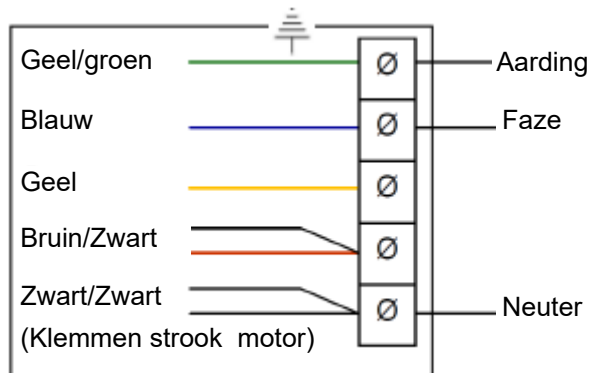 Geel/groen Aarding
Blauw Faze
Geel
Bruin/Zwart
Zwart/Zwart Neuter
(Klemmen strook motor)